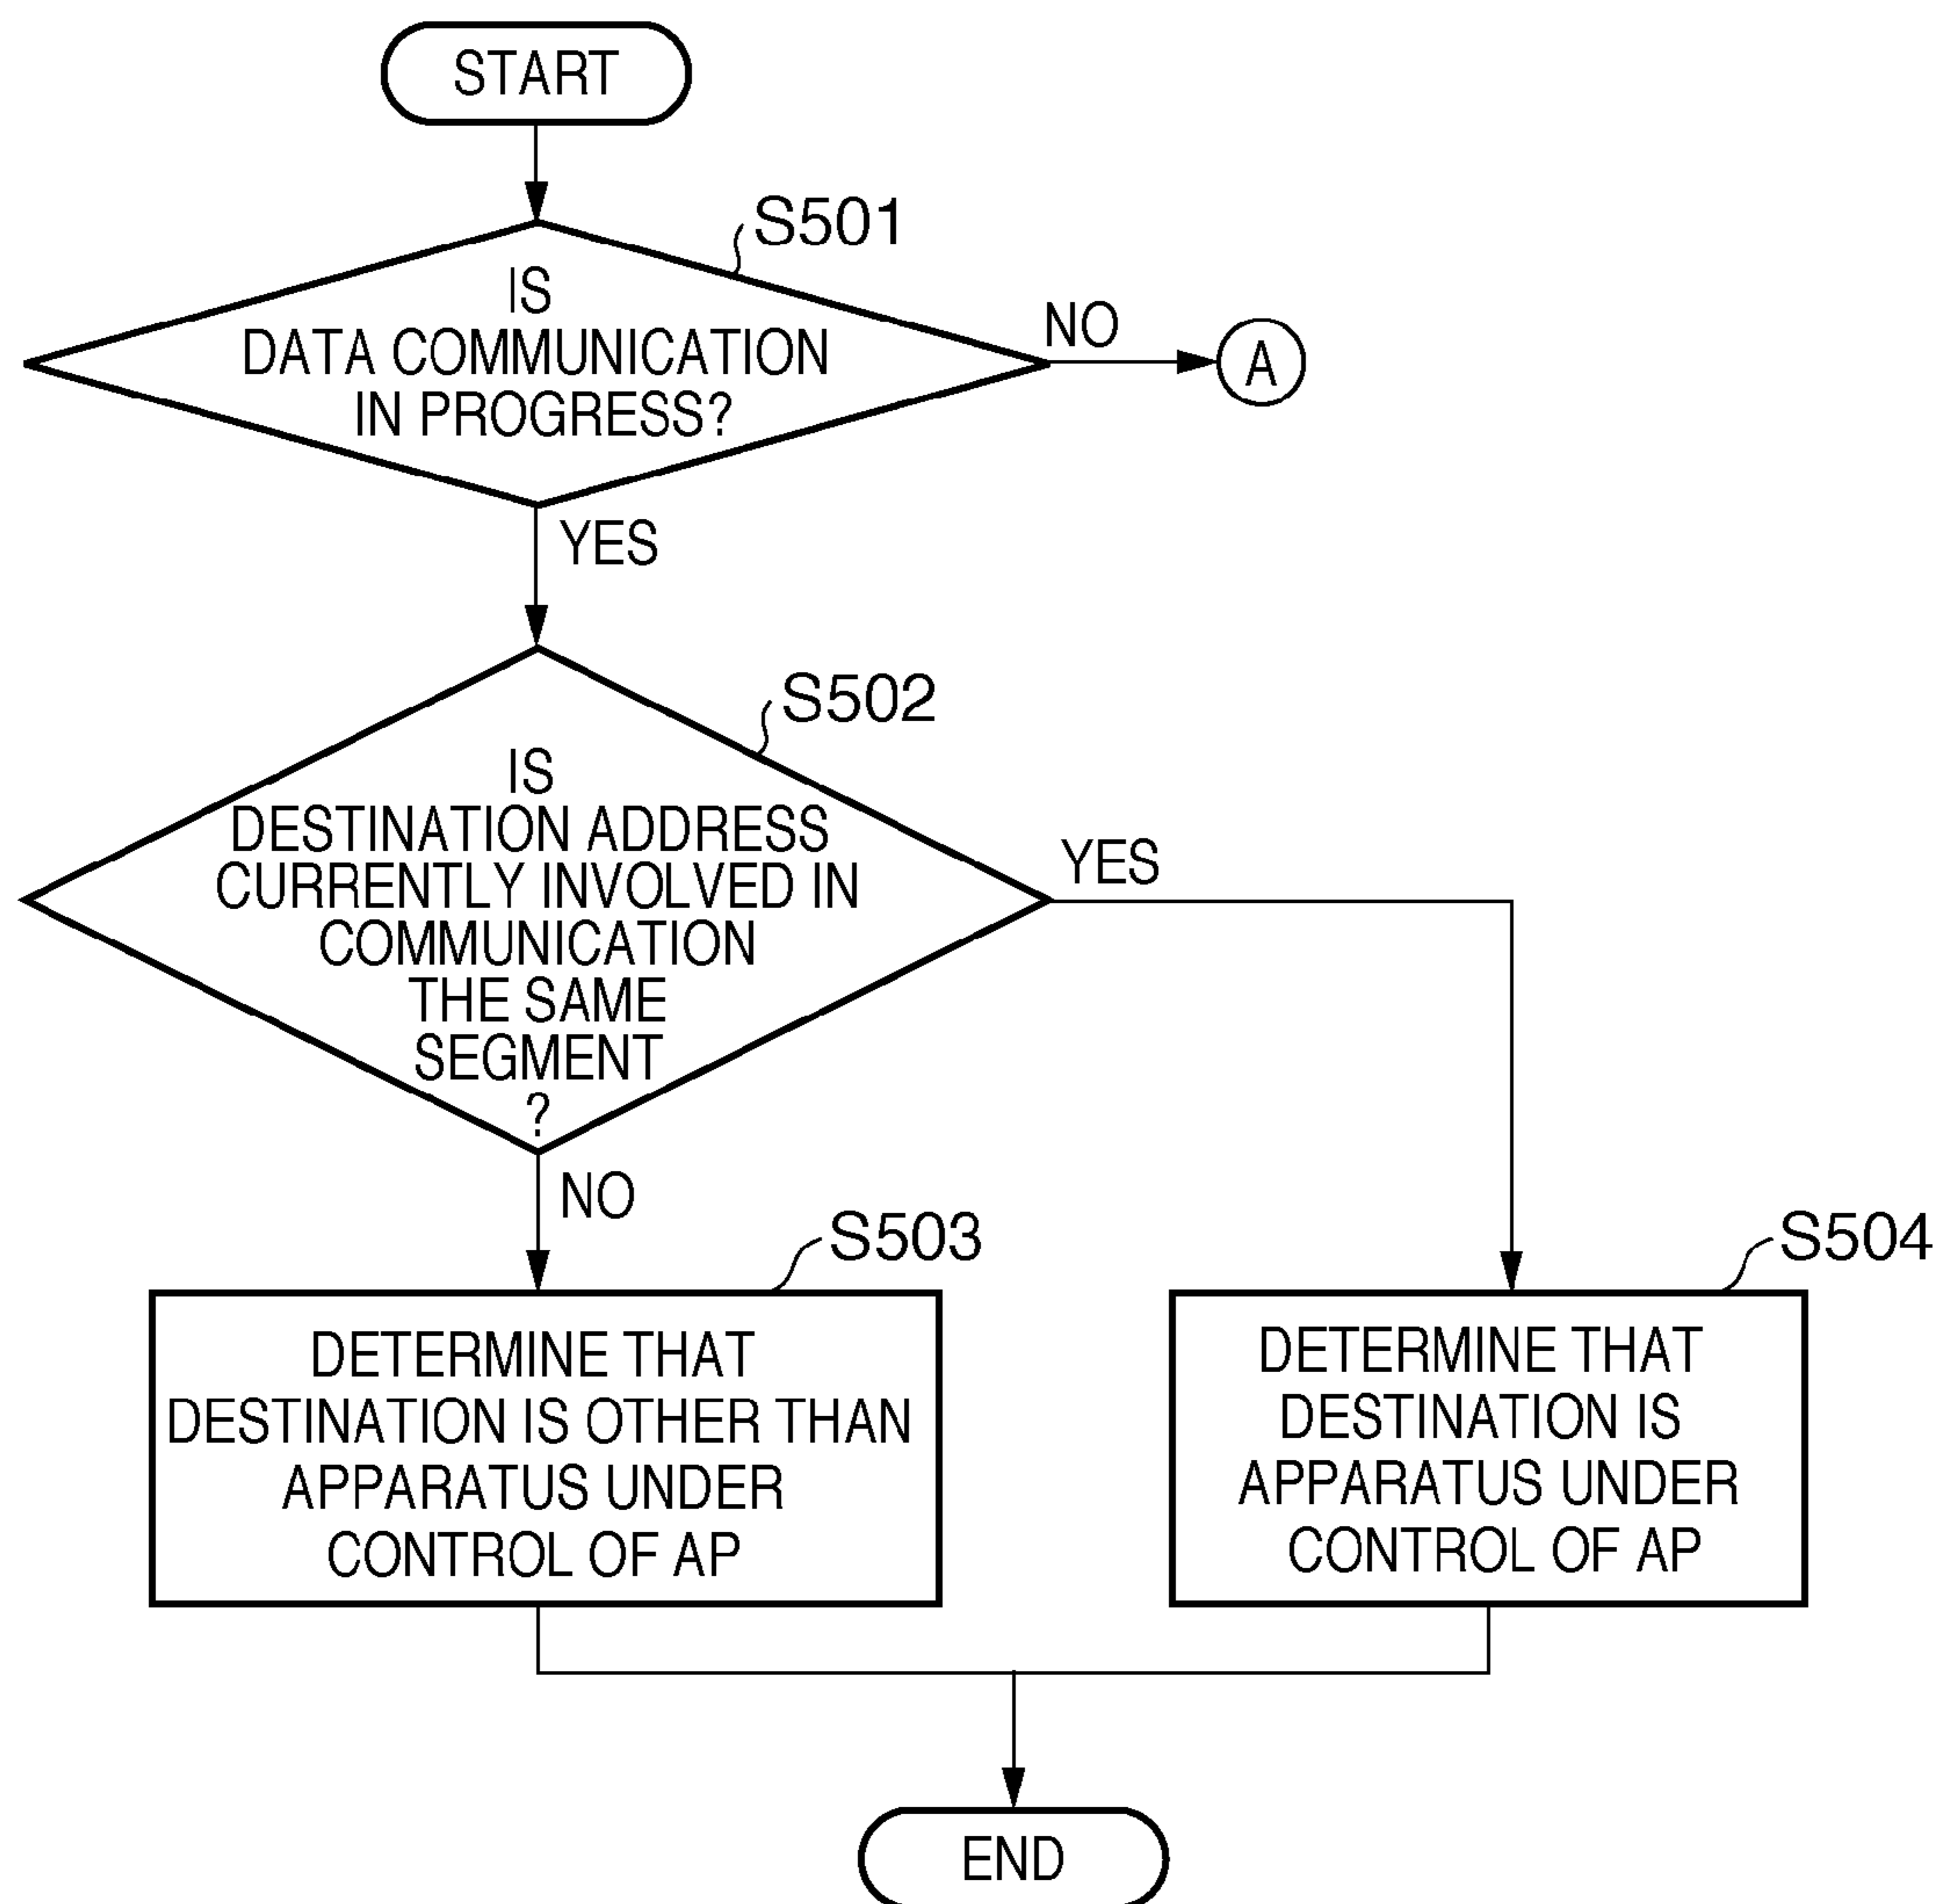 START
S501
IS
DATA COMMUNICATION
IN PROGRESS?
NO
A
YES
S502
IS
DESTINATION ADDRESS
CURRENTLY INVOLVED IN
COMMUNICATION
THE SAME
SEGMENT
?
YES
NO
S503
DETERMINE THAT
DESTINATION IS OTHER THAN
APPARATUS UNDER
CONTROL OF AP
S504
DETERMINE THAT
DESTINATION IS
APPARATUS UNDER
CONTROL OF AP
END